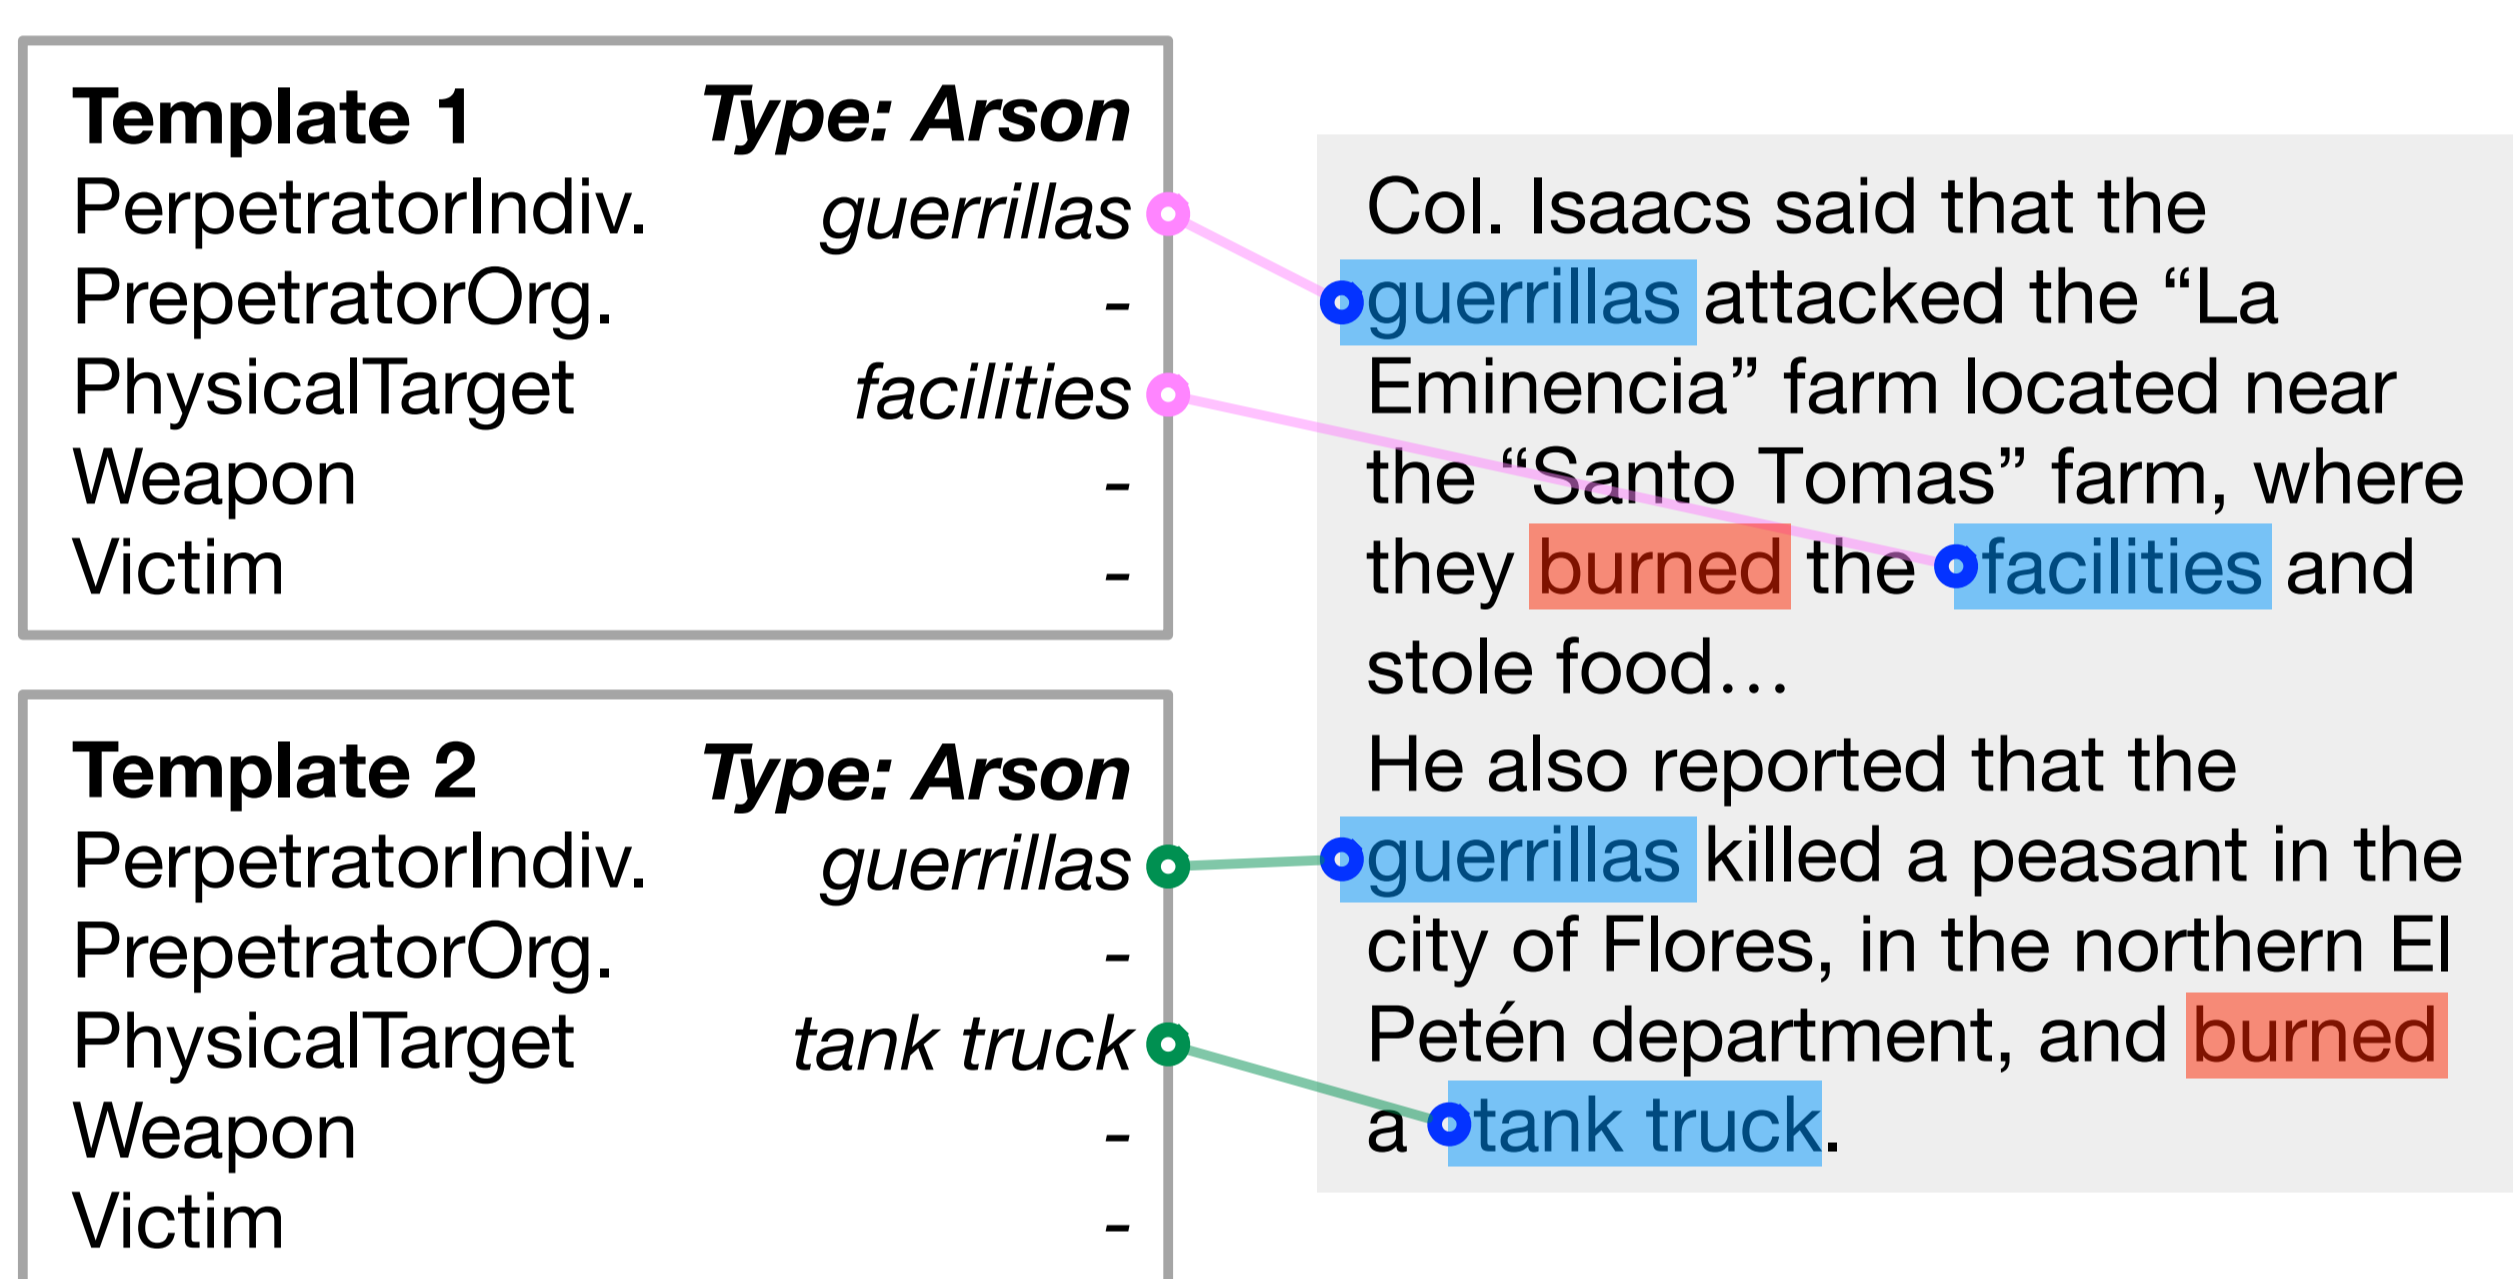 Template 1 Type: Arson
PerpetratorIndiv. guerrillas
PrepetratorOrg. -
PhysicalTarget facilities
Weapon -
Victim -
Template 2 Type: Arson
PerpetratorIndiv. guerrillas
PrepetratorOrg. -
PhysicalTarget tank truck
Weapon -
Victim -
Col. Isaacs said that the
guerrillas attacked the “La
Eminencia” farm located near
the “Santo Tomas” farm, where
they burned the facilities and
stole food…
He also reported that the
guerrillas killed a peasant in the
city of Flores, in the northern El
Petén department, and burned
a tank truck.